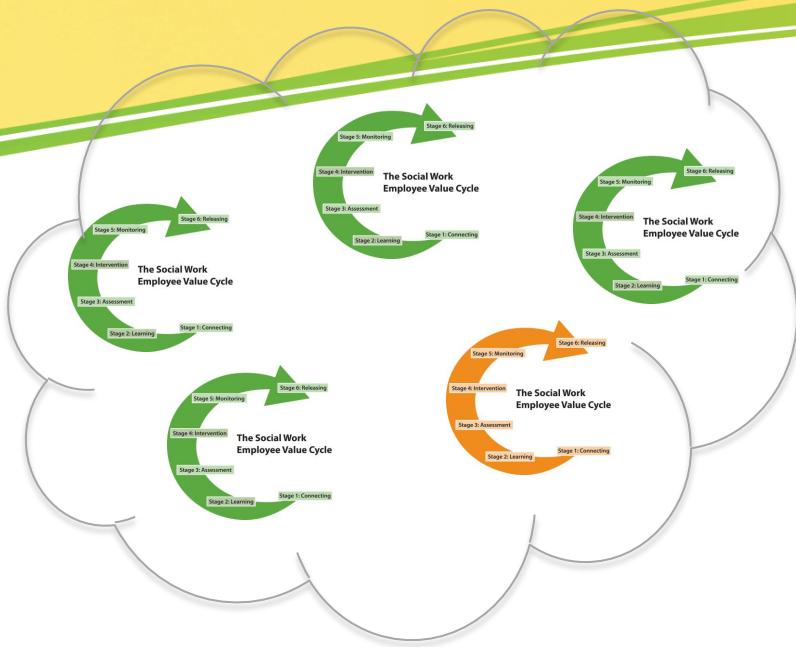 Stage 6: Releasing
Stage 5: Monitoring
Stage 4: Intervention
The Social Work
Employee Value Cycle
Stage 3: Assessment
Stage 2: Learning
Stage 1: Connecting
Stage 6: Releasing
Stage 5: Monitoring
Stage 4: Intervention
The Social Work
Employee Value Cycle
Stage 3: Assessment
Stage 2: Learning
Stage 1: Connecting
Stage 6: Releasing
Stage 5: Monitoring
Stage 4: Intervention
The Social Work
Employee Value Cycle
Stage 3: Assessment
Stage 2: Learning
Stage 1: Connecting
Stage 6: Releasing
Stage 5: Monitoring
Stage 4: Intervention
The Social Work
Employee Value Cycle
Stage 3: Assessment
Stage 2: Learning
Stage 1: Connecting
Stage 6: Releasing
Stage 5: Monitoring
Stage 4: Intervention
The Social Work
Employee Value Cycle
Stage 3: Assessment
Stage 2: Learning
Stage 1: Connecting